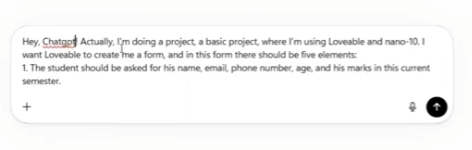 Hey, Chatgpt! Actually, I'm doing a project, a basic project, where I'm using Loveable and nano-10. I
want Loveable to create me a form, and in this form there should be five elements:
1. The student should be asked for his name, email, phone number, age, and his marks in this current
semester.